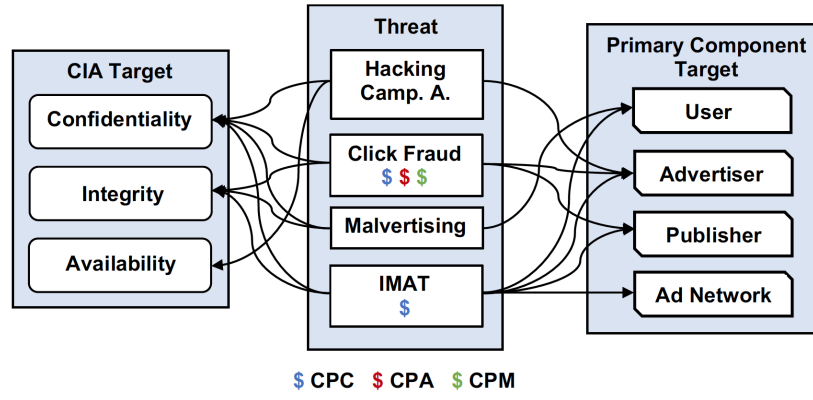 CIA Target
Confidentiality
Integrity
Availability
Threat
Hacking
Camp. A.
Click Fraud
$ $ $
Malvertising
IMAT
$
Primary Component
Target
User
Advertiser
Publisher
Ad Network
$ CPC $ CPA $ CPM